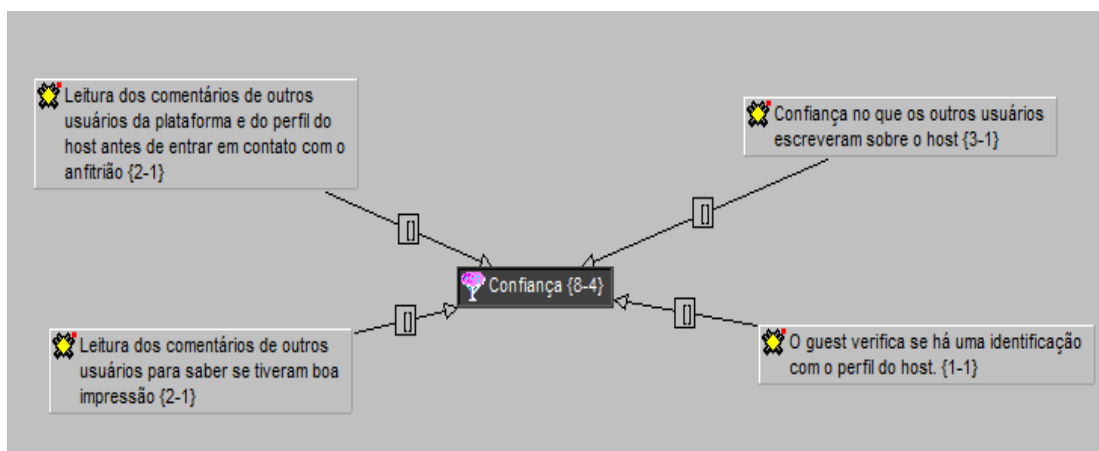 Leitura dos comentários de outros
usuários da plataforma e do perfil do
host antes de entrar em contato com o
anfitrião {2-1}
Confiança no que os outros usuários
escreveram sobre o host {3-1}
[]
[]
Confiança {8-4}
[]
[]
Leitura dos comentários de outros
usuários para saber se tiveram boa
impressão {2-1}
O guest verifica se há uma identificação
com o perfil do host. {1-1}